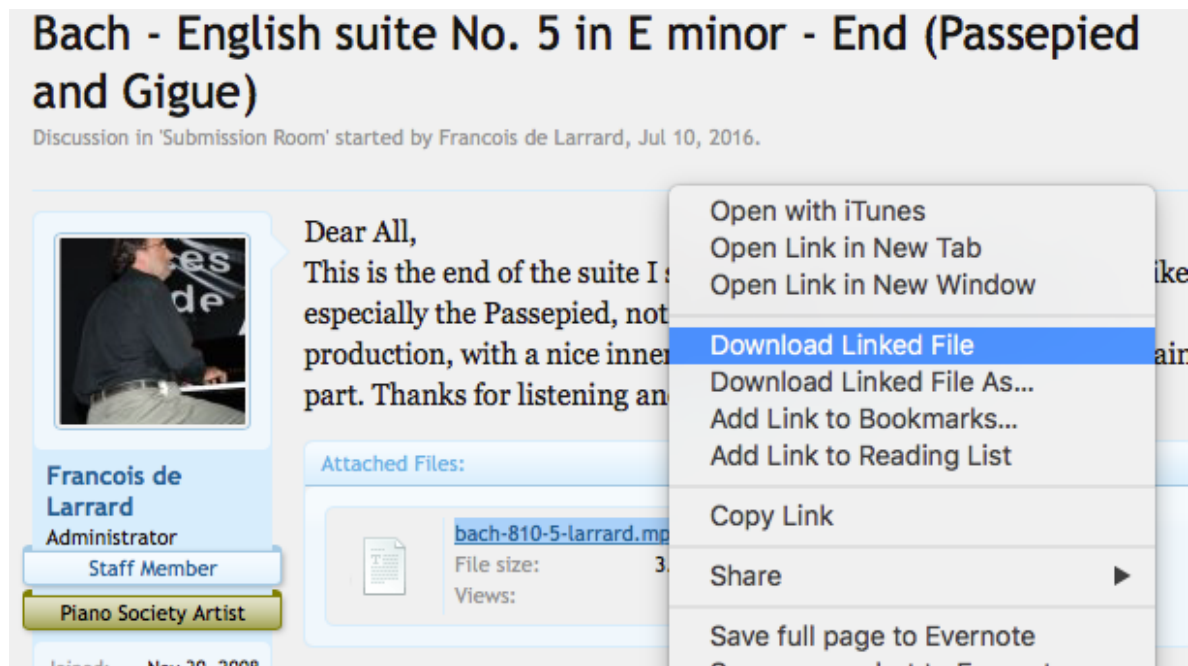 Bach - English suite No. 5 in E minor - End (Passepied
and Gigue)
Discussion in 'Submission Room' started by Francois de Larrard, Jul 10, 2016.
Dear All,
This is the end of the suite I
especially the Passepied, not
production, with a nice inner
part. Thanks for listening
Attached Files:
bach-810-5-larrard.mp
File size: 3.
Views:
Francois de
Larrard
Administrator
Staff Member
Piano Society Artist
Joined: Nov 30, 2008
Open with iTunes
Open Link in New Tab
Open Link in New Window
Download Linked File
Download Linked File As...
Add Link to Bookmarks...
Add Link to Reading List
Copy Link
Share
Save full page to Evernote